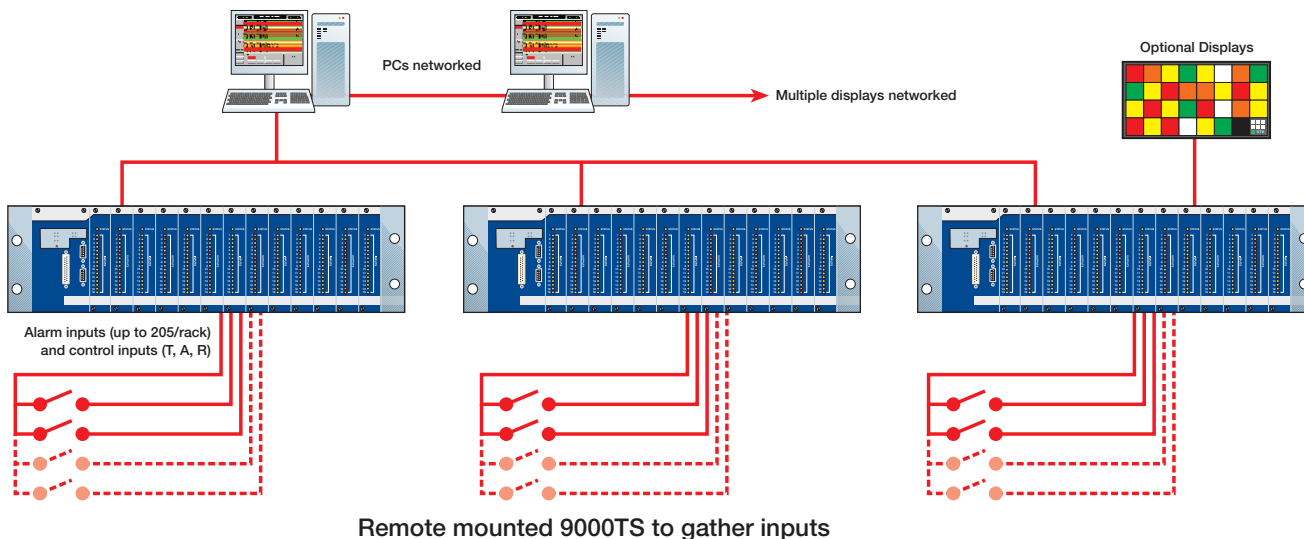 PCs networked
Optional Displays
Multiple displays networked
Alarm inputs (up to 205/rack)
and control inputs (T, A, R)
Remote mounted 9000TS to gather inputs